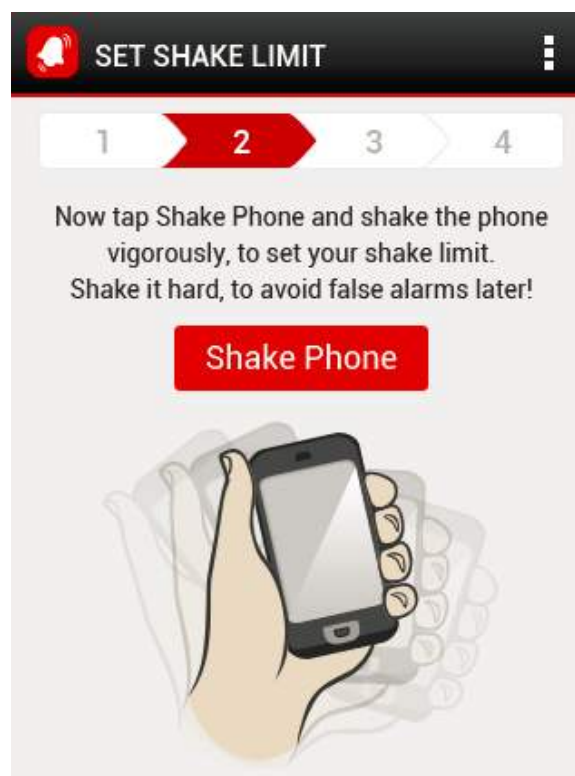 SET SHAKE LIMIT
1 2 3 4
Now tap Shake Phone and shake the phone
vigorously, to set your shake limit.
Shake it hard, to avoid false alarms later!
Shake Phone